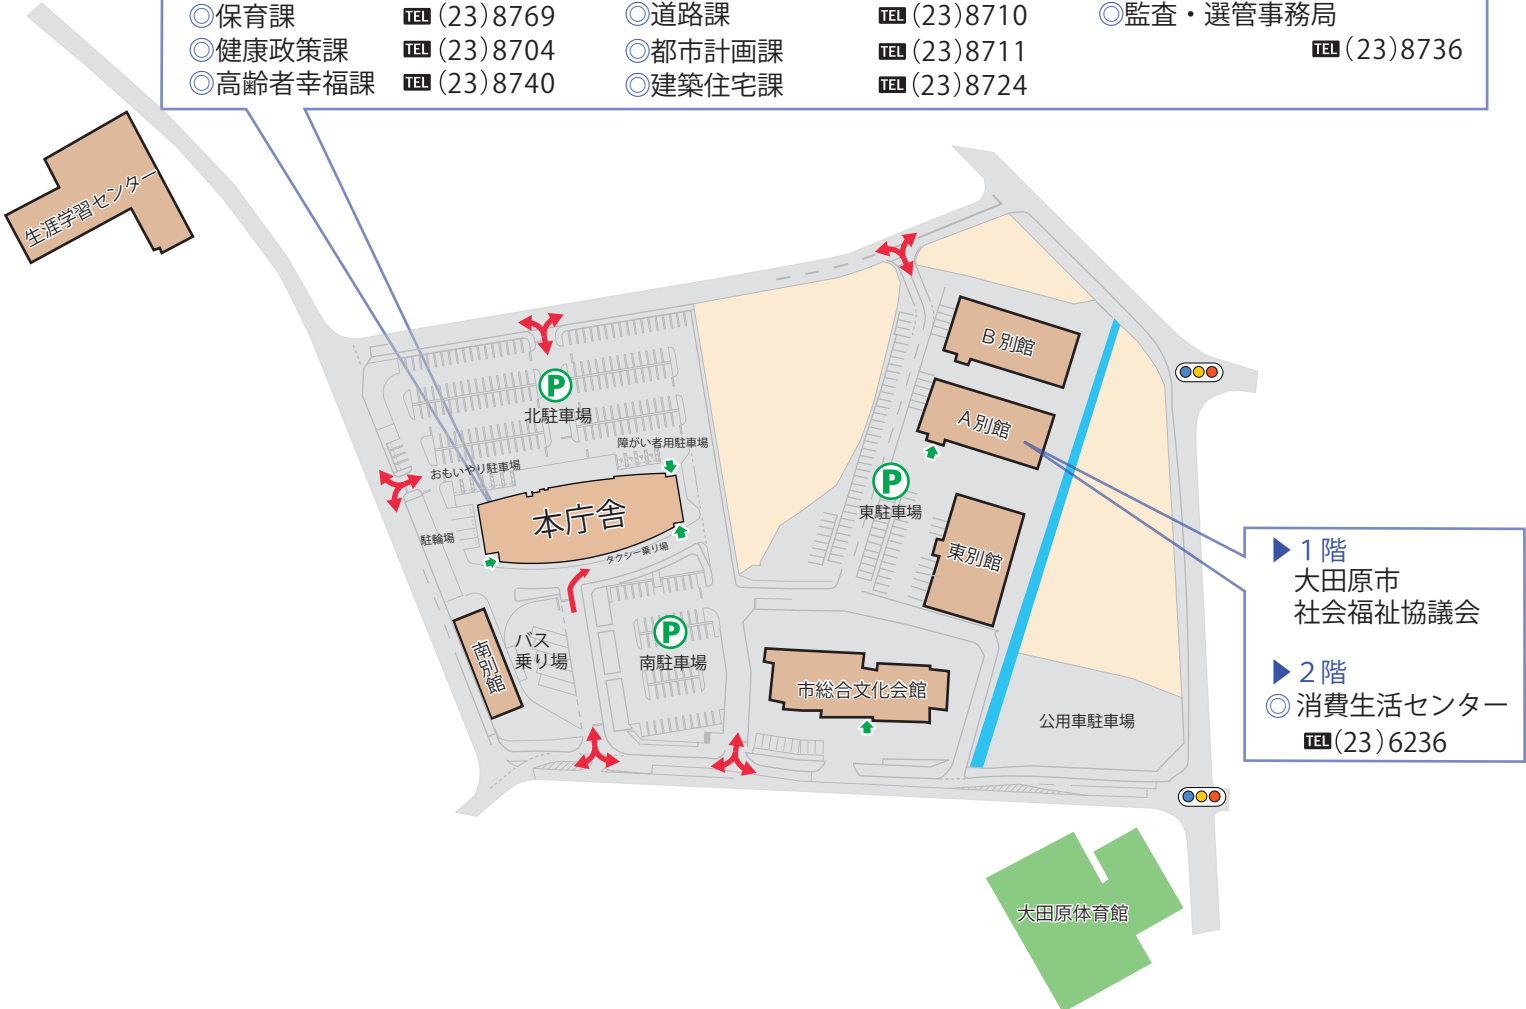 ◎保育課 TEL(23)8769
◎健康政策課 TEL(23)8704
◎高齢者幸福課 TEL(23)8740
◎道路課 TEL(23)8710
◎都市計画課 TEL(23)8711
◎建築住宅課 TEL(23)8724
◎監査・選管事務局
TEL(23)8736
生涯学習センター
P
北駐車場
障がい者用駐車場
おもいやり駐車場
駐輪場
本庁舎
タクシー乗り場
B別館
A別館
P
東駐車場
東別館
南別館
バス
乗り場
P
南駐車場
市総合文化会館
公用車駐車場
大田原体育館
▶1階
大田原市
社会福祉協議会
▶2階
◎消費生活センター
TEL(23)6236